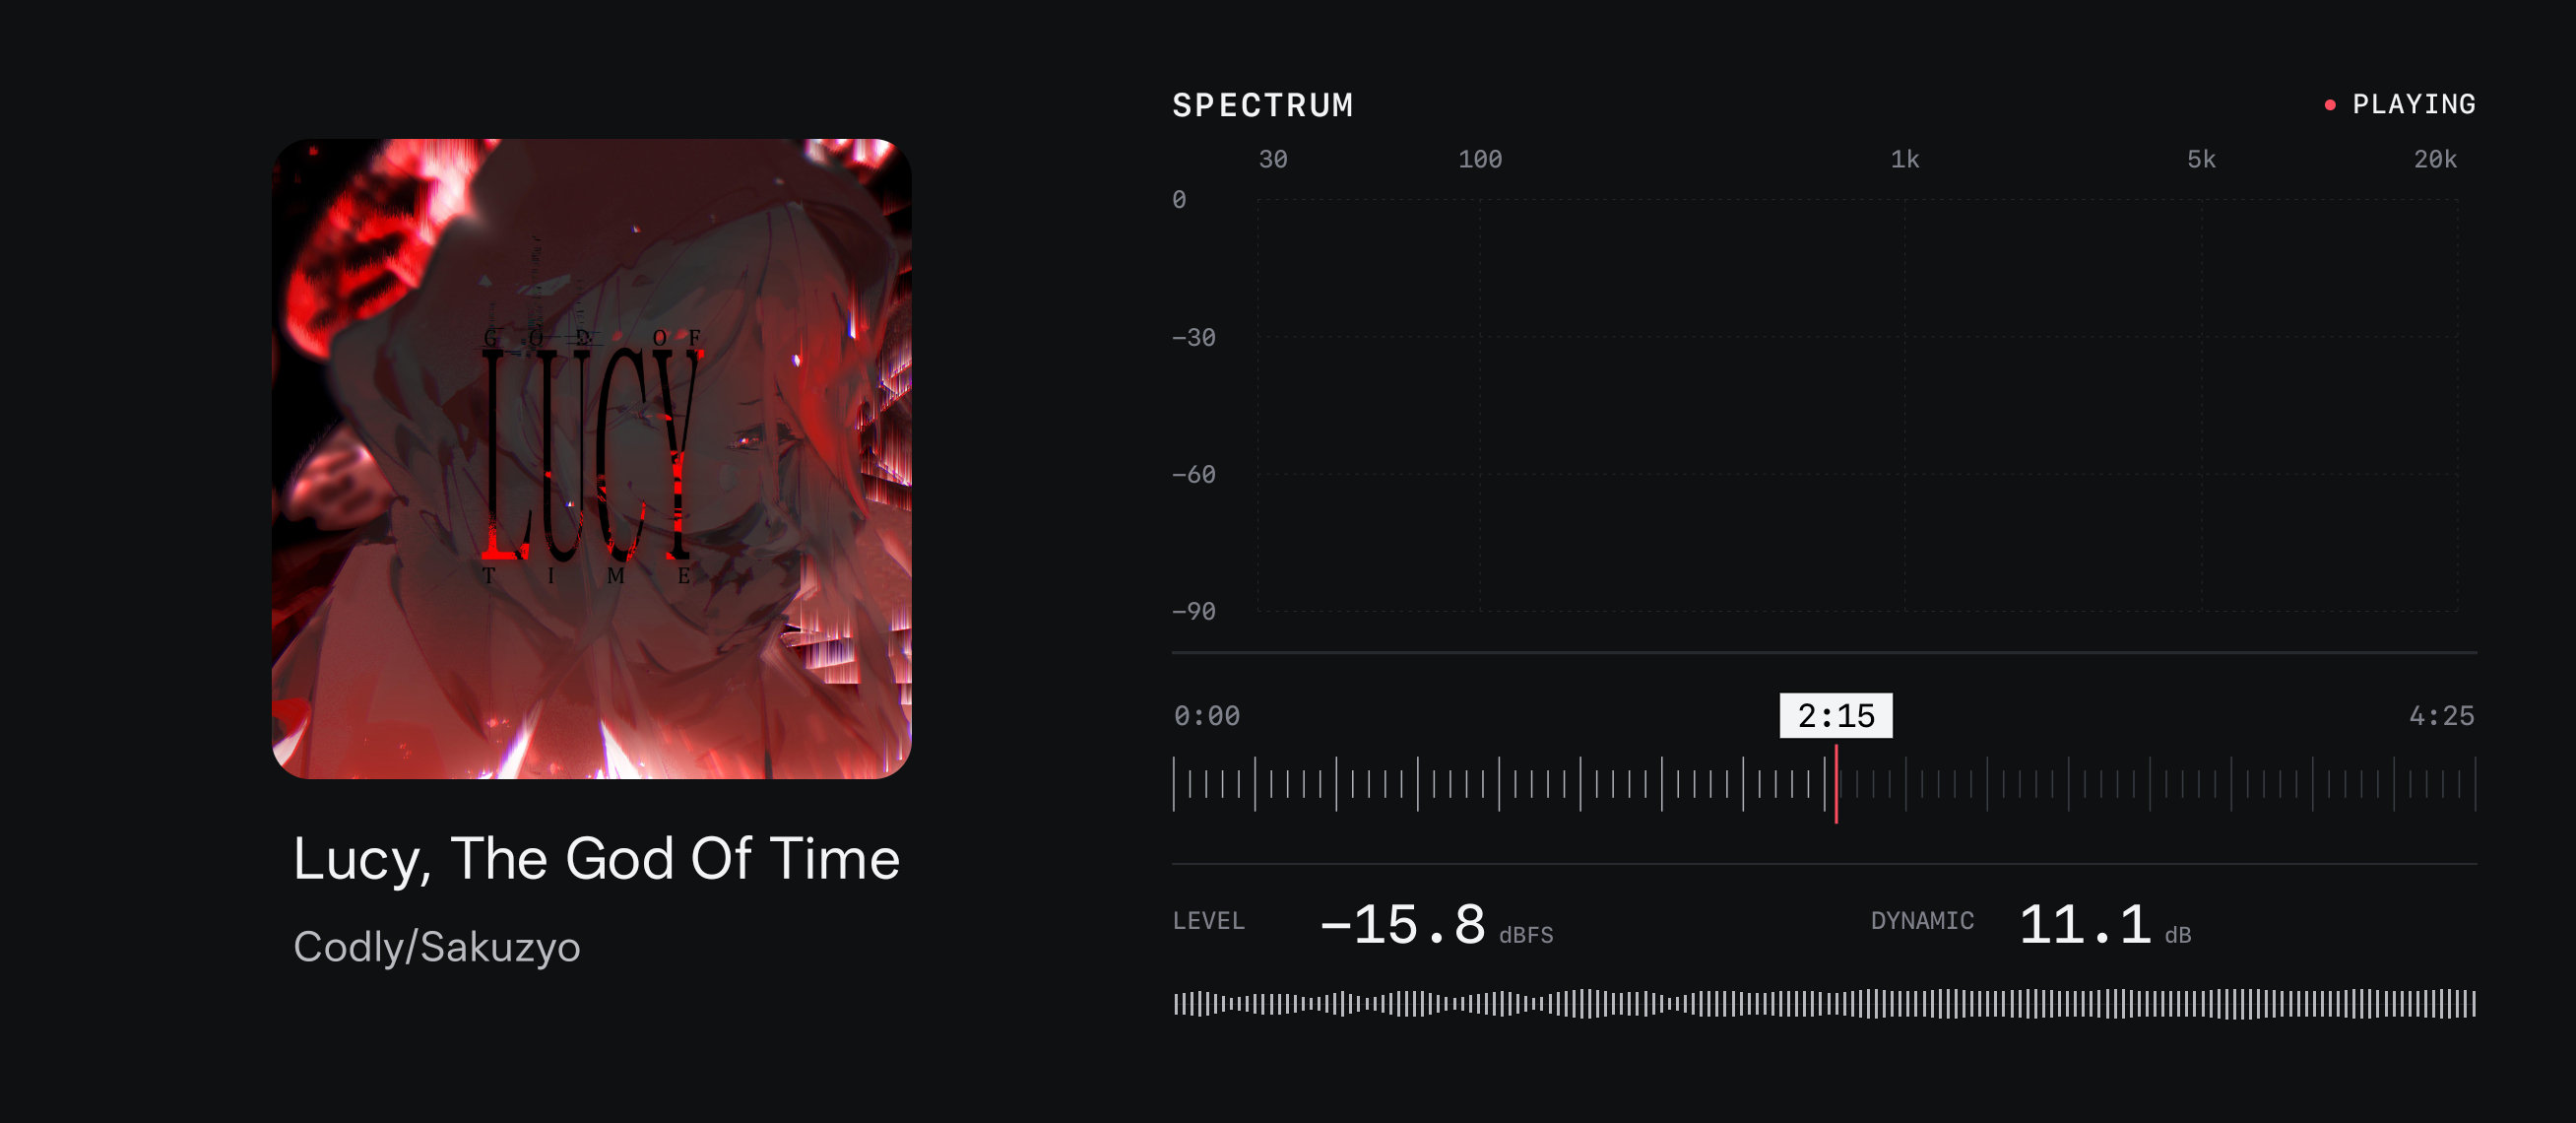 GOD OF
LUCY
TIME
Lucy, The God Of Time
Codly/Sakuzyo
SPECTRUM
PLAYING
30 100 1k 5k 20k
0
−30
−60
−90
0:00 2:15 4:25
LEVEL −15.8 dBFS DYNAMIC 11.1 dB